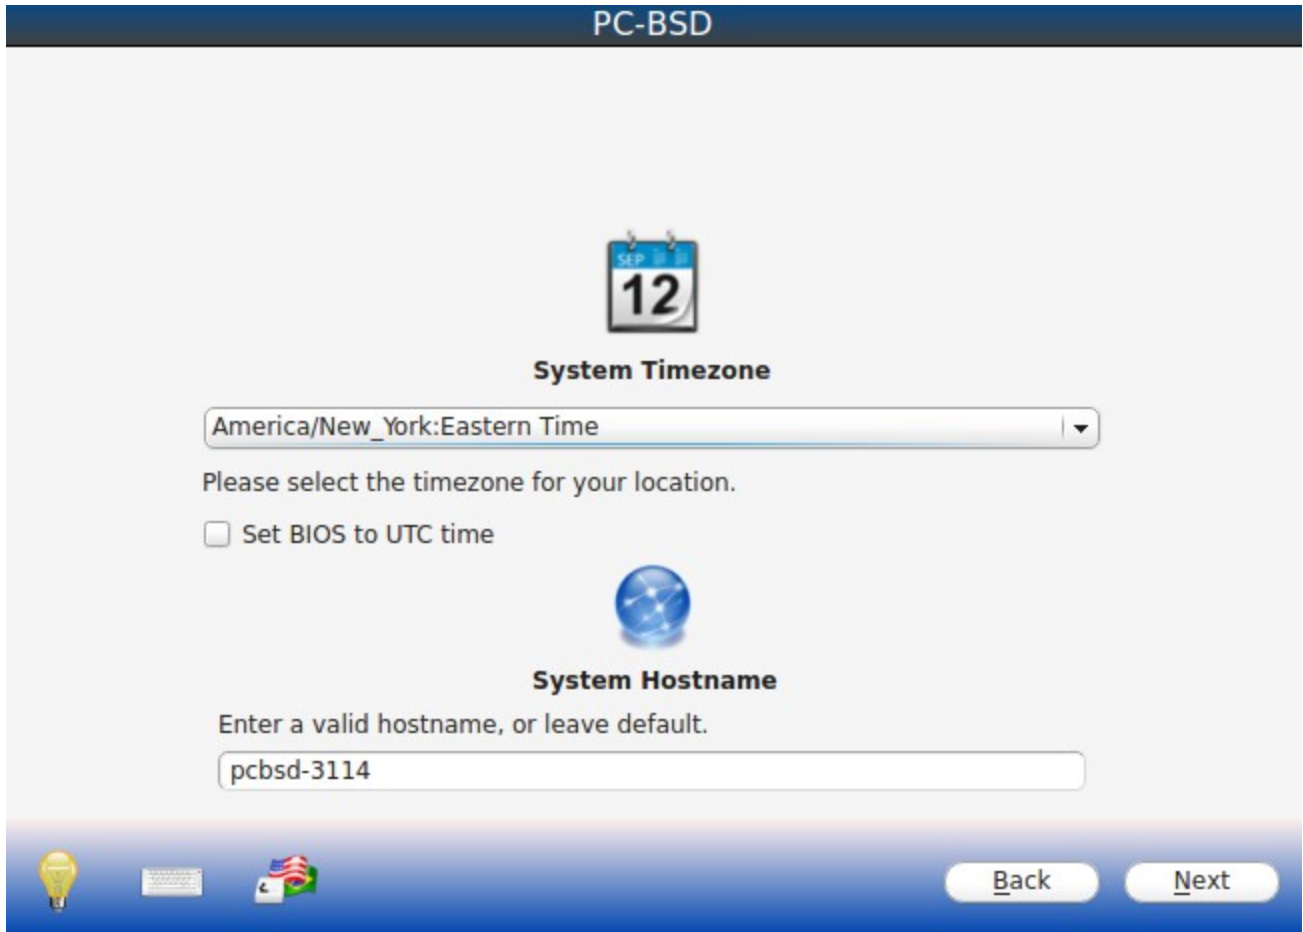 PC-BSD
SEP
12
System Timezone
America/New_York:Eastern Time
Please select the timezone for your location.
Set BIOS to UTC time
System Hostname
Enter a valid hostname, or leave default.
pcbsd-3114
Back
Next